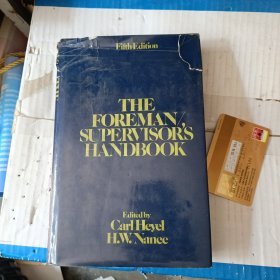 Fifth Edition
THE
FOREMAN/
SUPERVISOR'S
HANDBOOK
Edited by
Carl Heyel
H.W. Nance